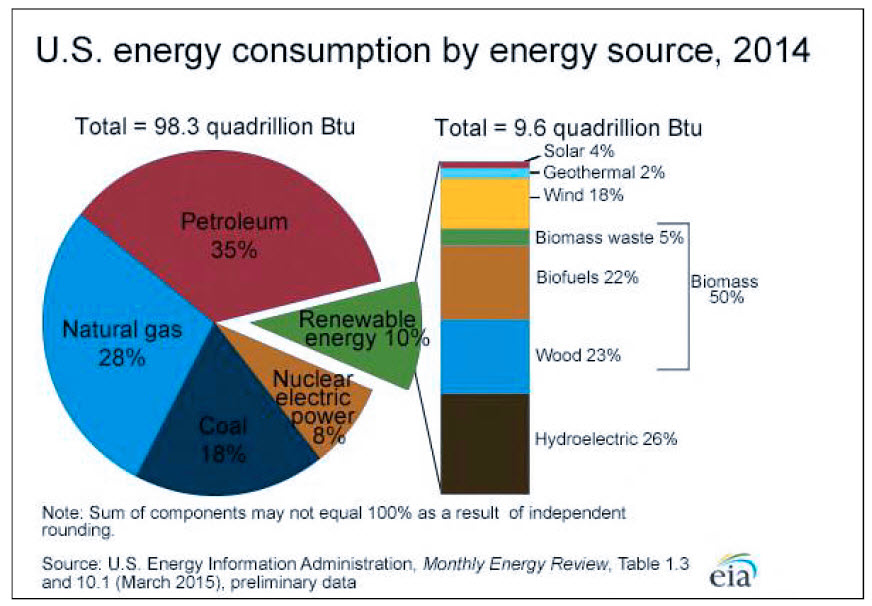 U.S. energy consumption by energy source, 2014
Total = 98.3 quadrillion Btu
Petroleum
35%
Natural gas
28%
Coal
18%
Nuclear
electric
power
8%
Renewable
energy 10%
Total = 9.6 quadrillion Btu
Solar 4%
Geothermal 2%
Wind 18%
Biomass waste 5%
Biofuels 22%
Wood 23%
Biomass
50%
Hydroelectric 26%
Note: Sum of components may not equal 100% as a result of independent
rounding.
Source: U.S. Energy Information Administration, Monthly Energy Review, Table 1.3
and 10.1 (March 2015), preliminary data
eia